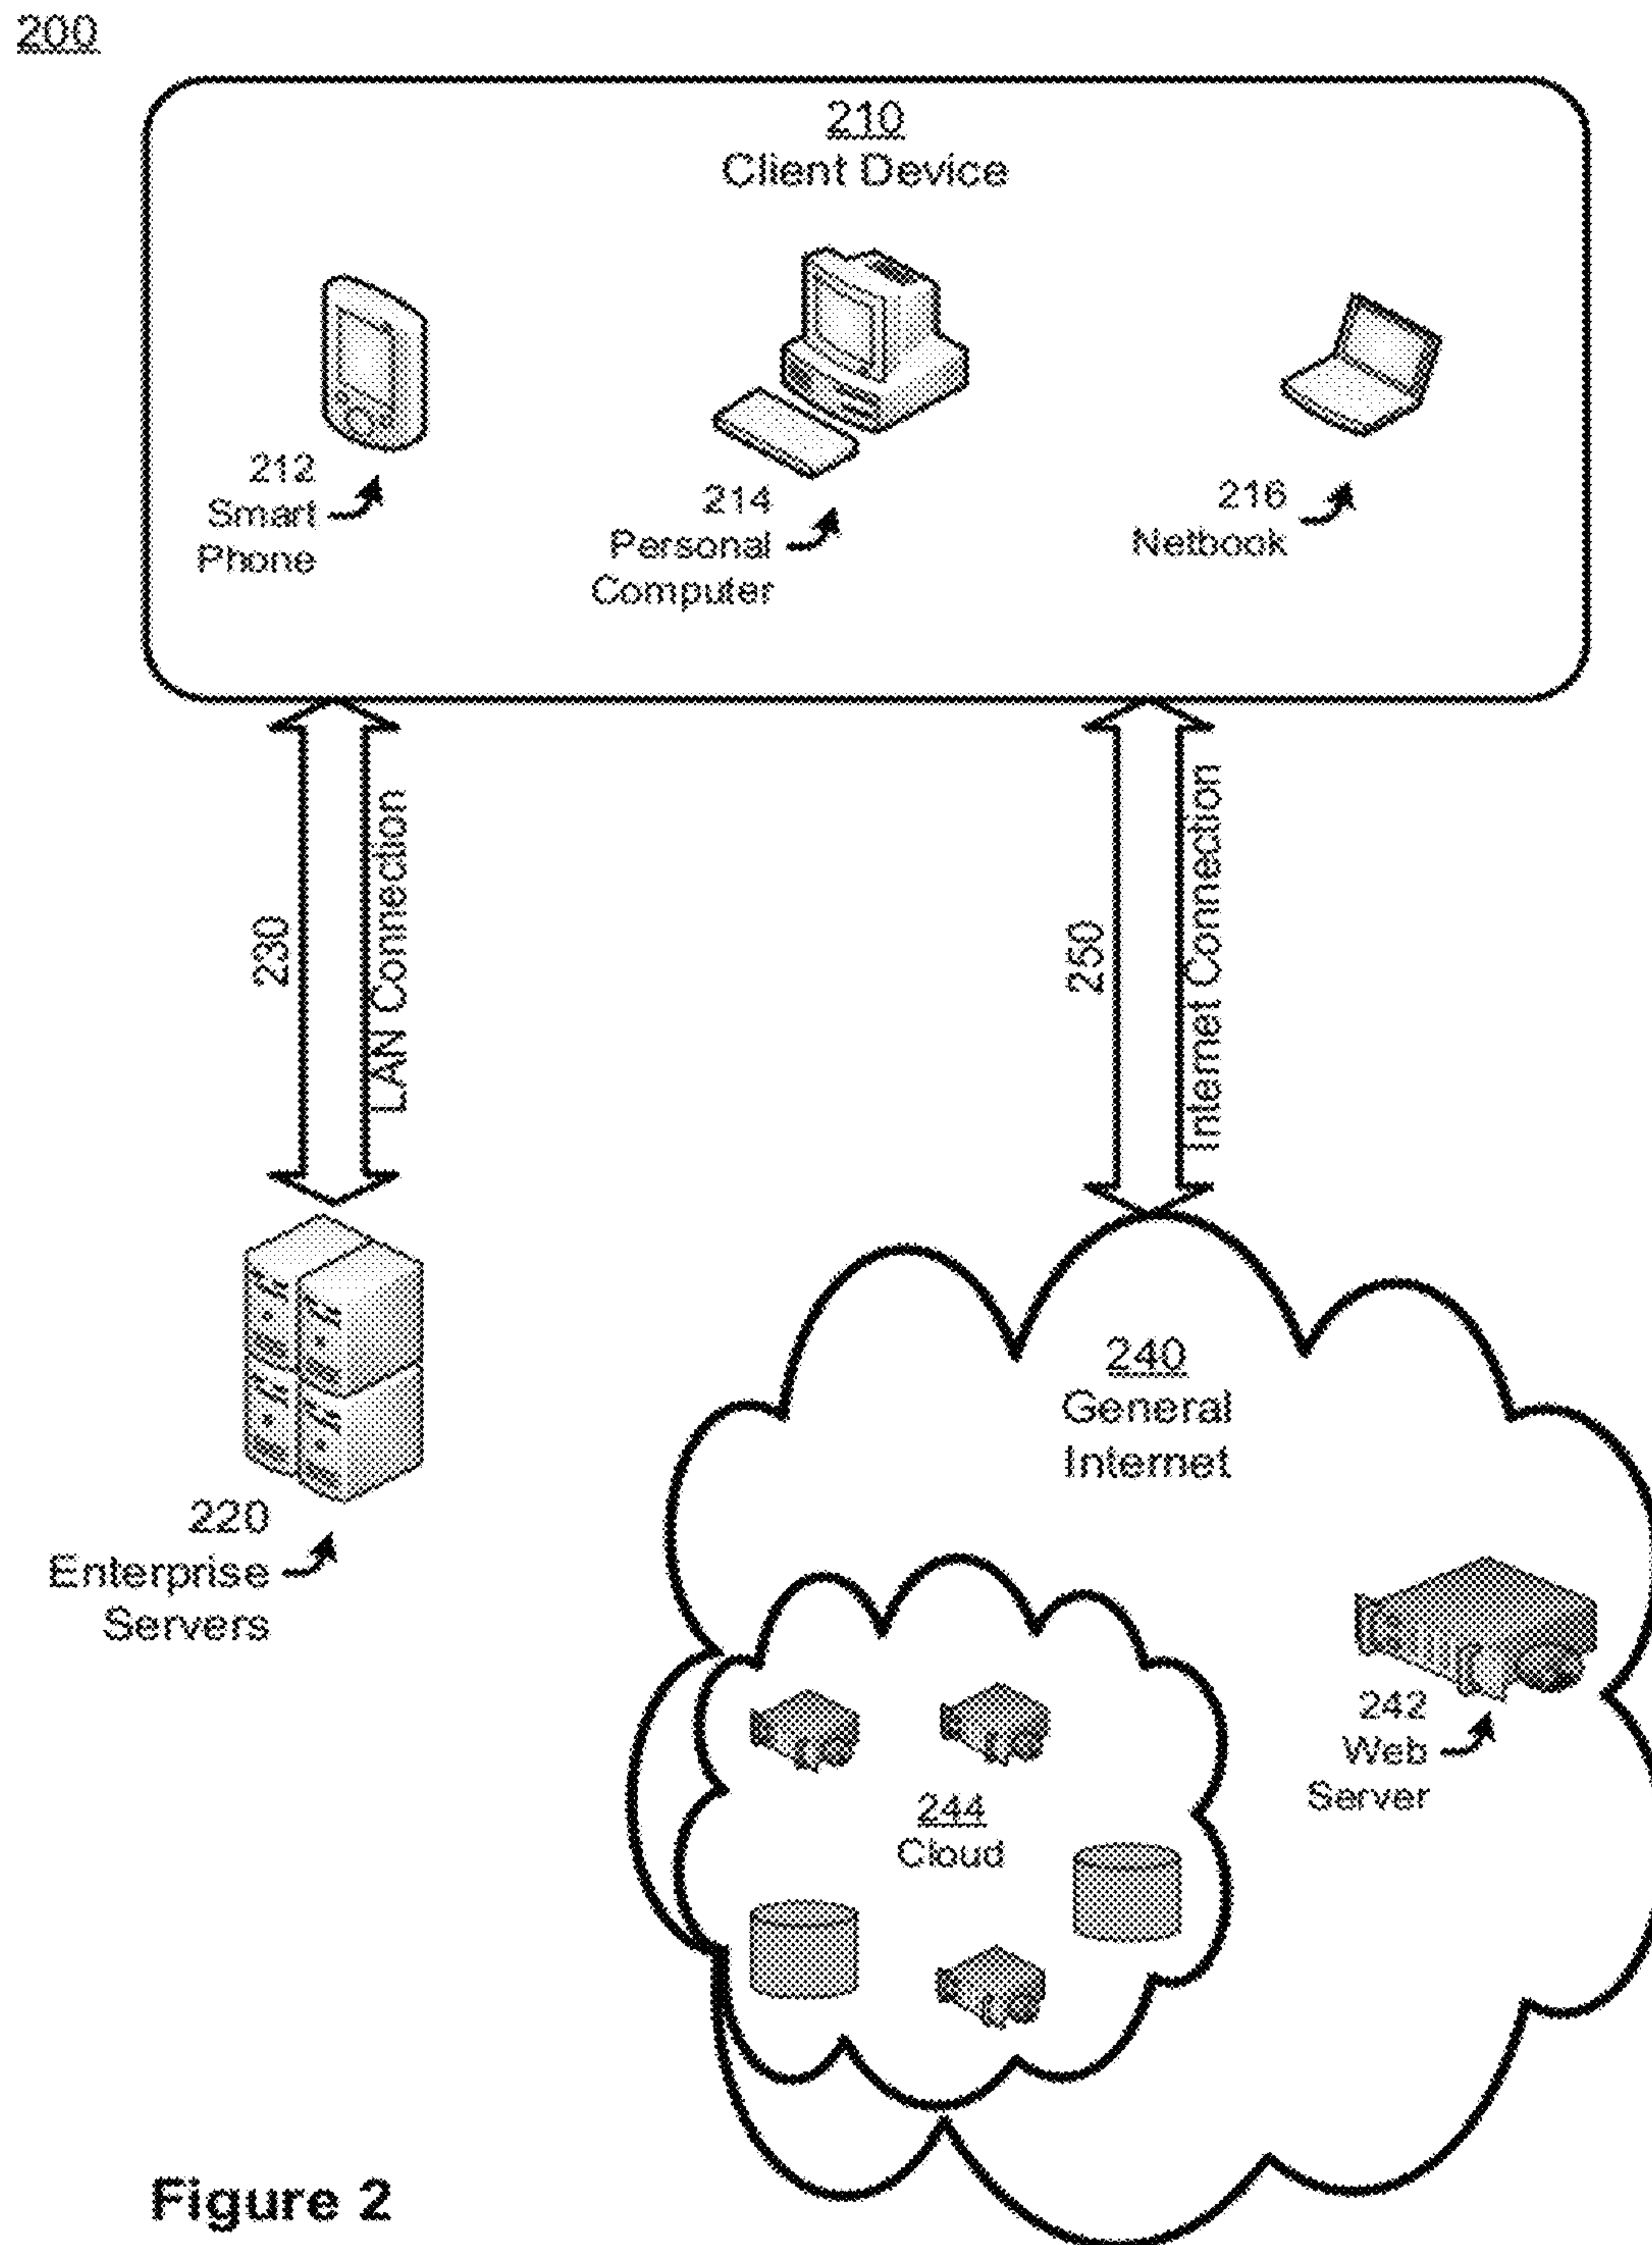 200
210
Client Device
212
Smart
Phone
214
Personal
Computer
216
Netbook
230
LAN Connection
250
Internet Connection
220
Enterprise
Servers
240
General
Internet
242
Web
Server
244
Cloud
Figure 2